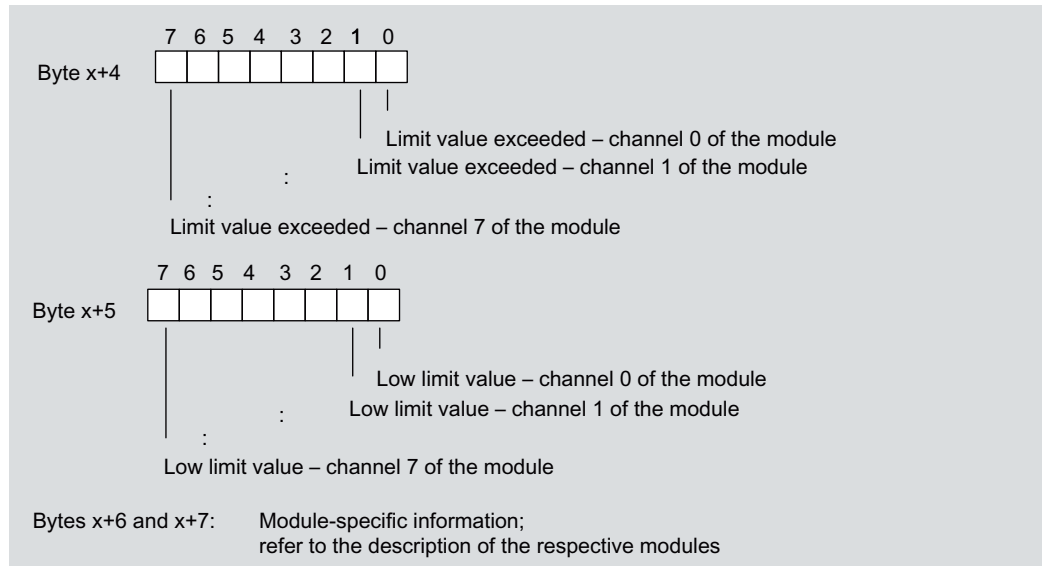 7 6 5 4 3 2 1 0
Byte x+4
Limit value exceeded – channel 0 of the module
Limit value exceeded – channel 1 of the module
:
:
Limit value exceeded – channel 7 of the module
7 6 5 4 3 2 1 0
Byte x+5
Low limit value – channel 0 of the module
Low limit value – channel 1 of the module
:
:
Low limit value – channel 7 of the module
Bytes x+6 and x+7: Module-specific information;
refer to the description of the respective modules